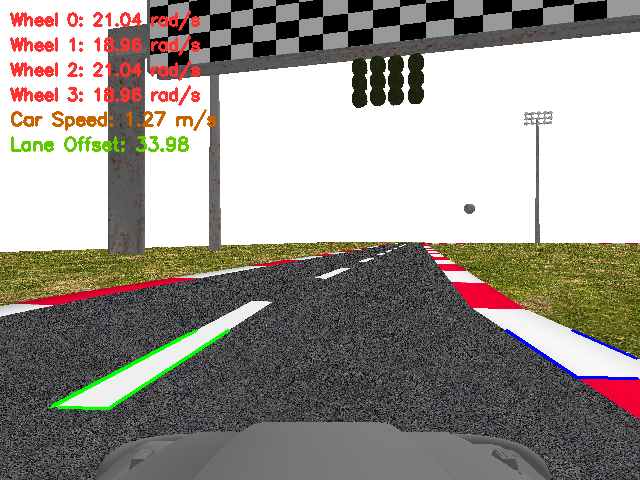 Wheel 0: 21.04 rad/s
Wheel 1: 18.96 rad/s
Wheel 2: 21.04 rad/s
Wheel 3: 18.96 rad/s
Car Speed: 1.27 m/s
Lane Offset: 33.98